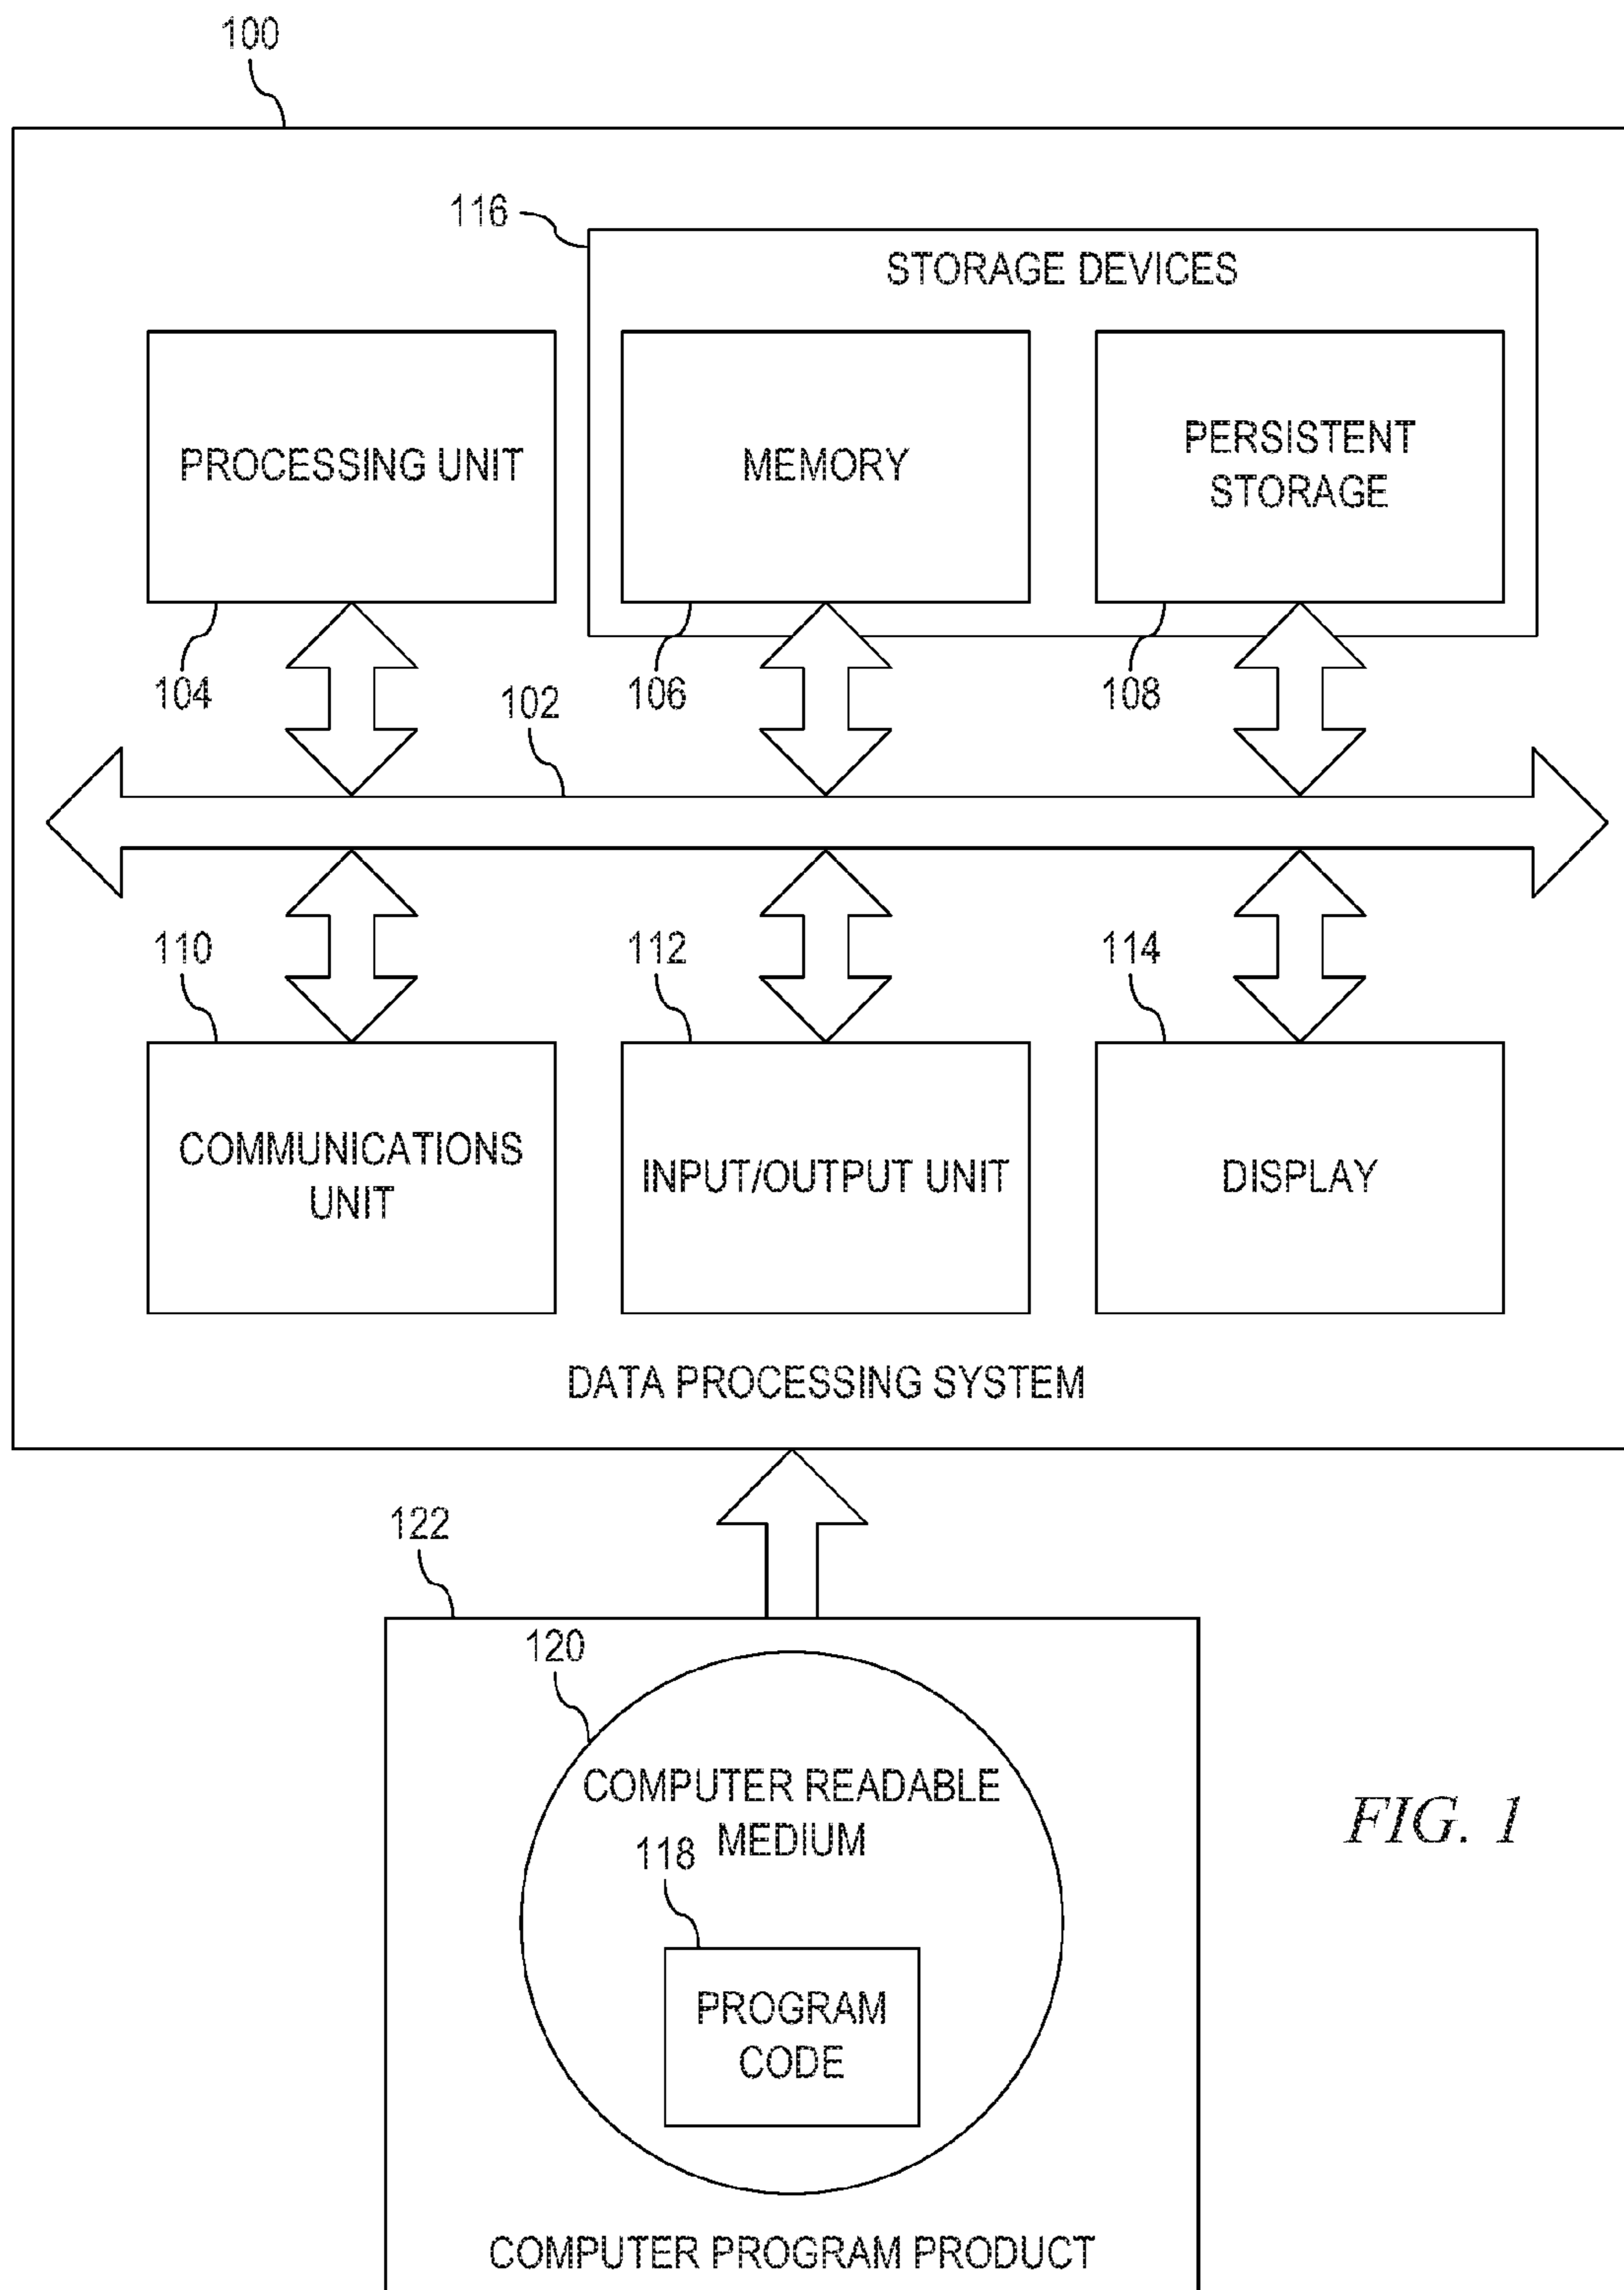 100
116
STORAGE DEVICES
PROCESSING UNIT
MEMORY
PERSISTENT
STORAGE
104
106
108
102
110
112
114
COMMUNICATIONS
UNIT
INPUT/OUTPUT UNIT
DISPLAY
DATA PROCESSING SYSTEM
122
120
COMPUTER READABLE
MEDIUM
118
PROGRAM
CODE
COMPUTER PROGRAM PRODUCT
FIG. 1